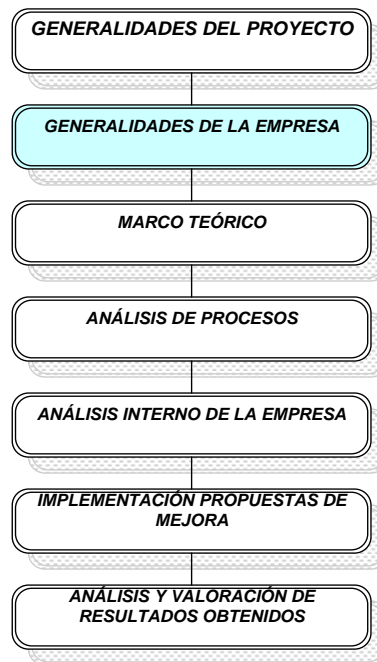 GENERALIDADES DEL PROYECTO
GENERALIDADES DE LA EMPRESA
MARCO TEÓRICO
ANÁLISIS DE PROCESOS
ANÁLISIS INTERNO DE LA EMPRESA
IMPLEMENTACIÓN PROPUESTAS DE
MEJORA
ANÁLISIS Y VALORACIÓN DE
RESULTADOS OBTENIDOS